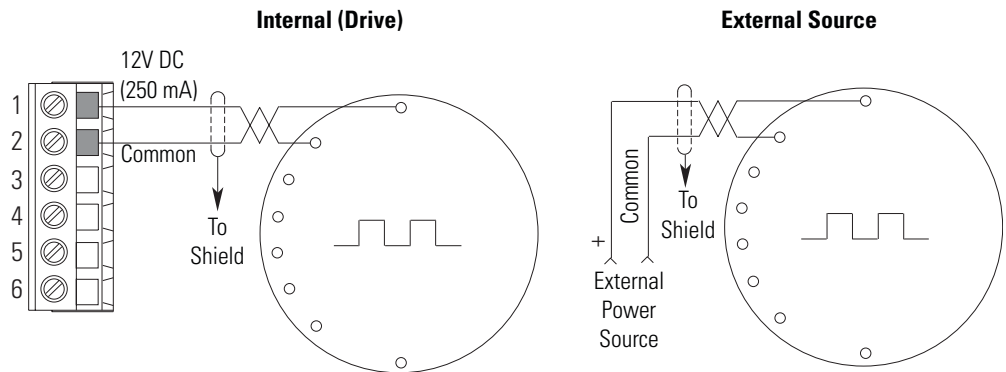 Internal (Drive)
12V DC
(250 mA)
1
2
3
4
5
6
Common
To
Shield
External Source
+
Common
To
Shield
External
Power
Source